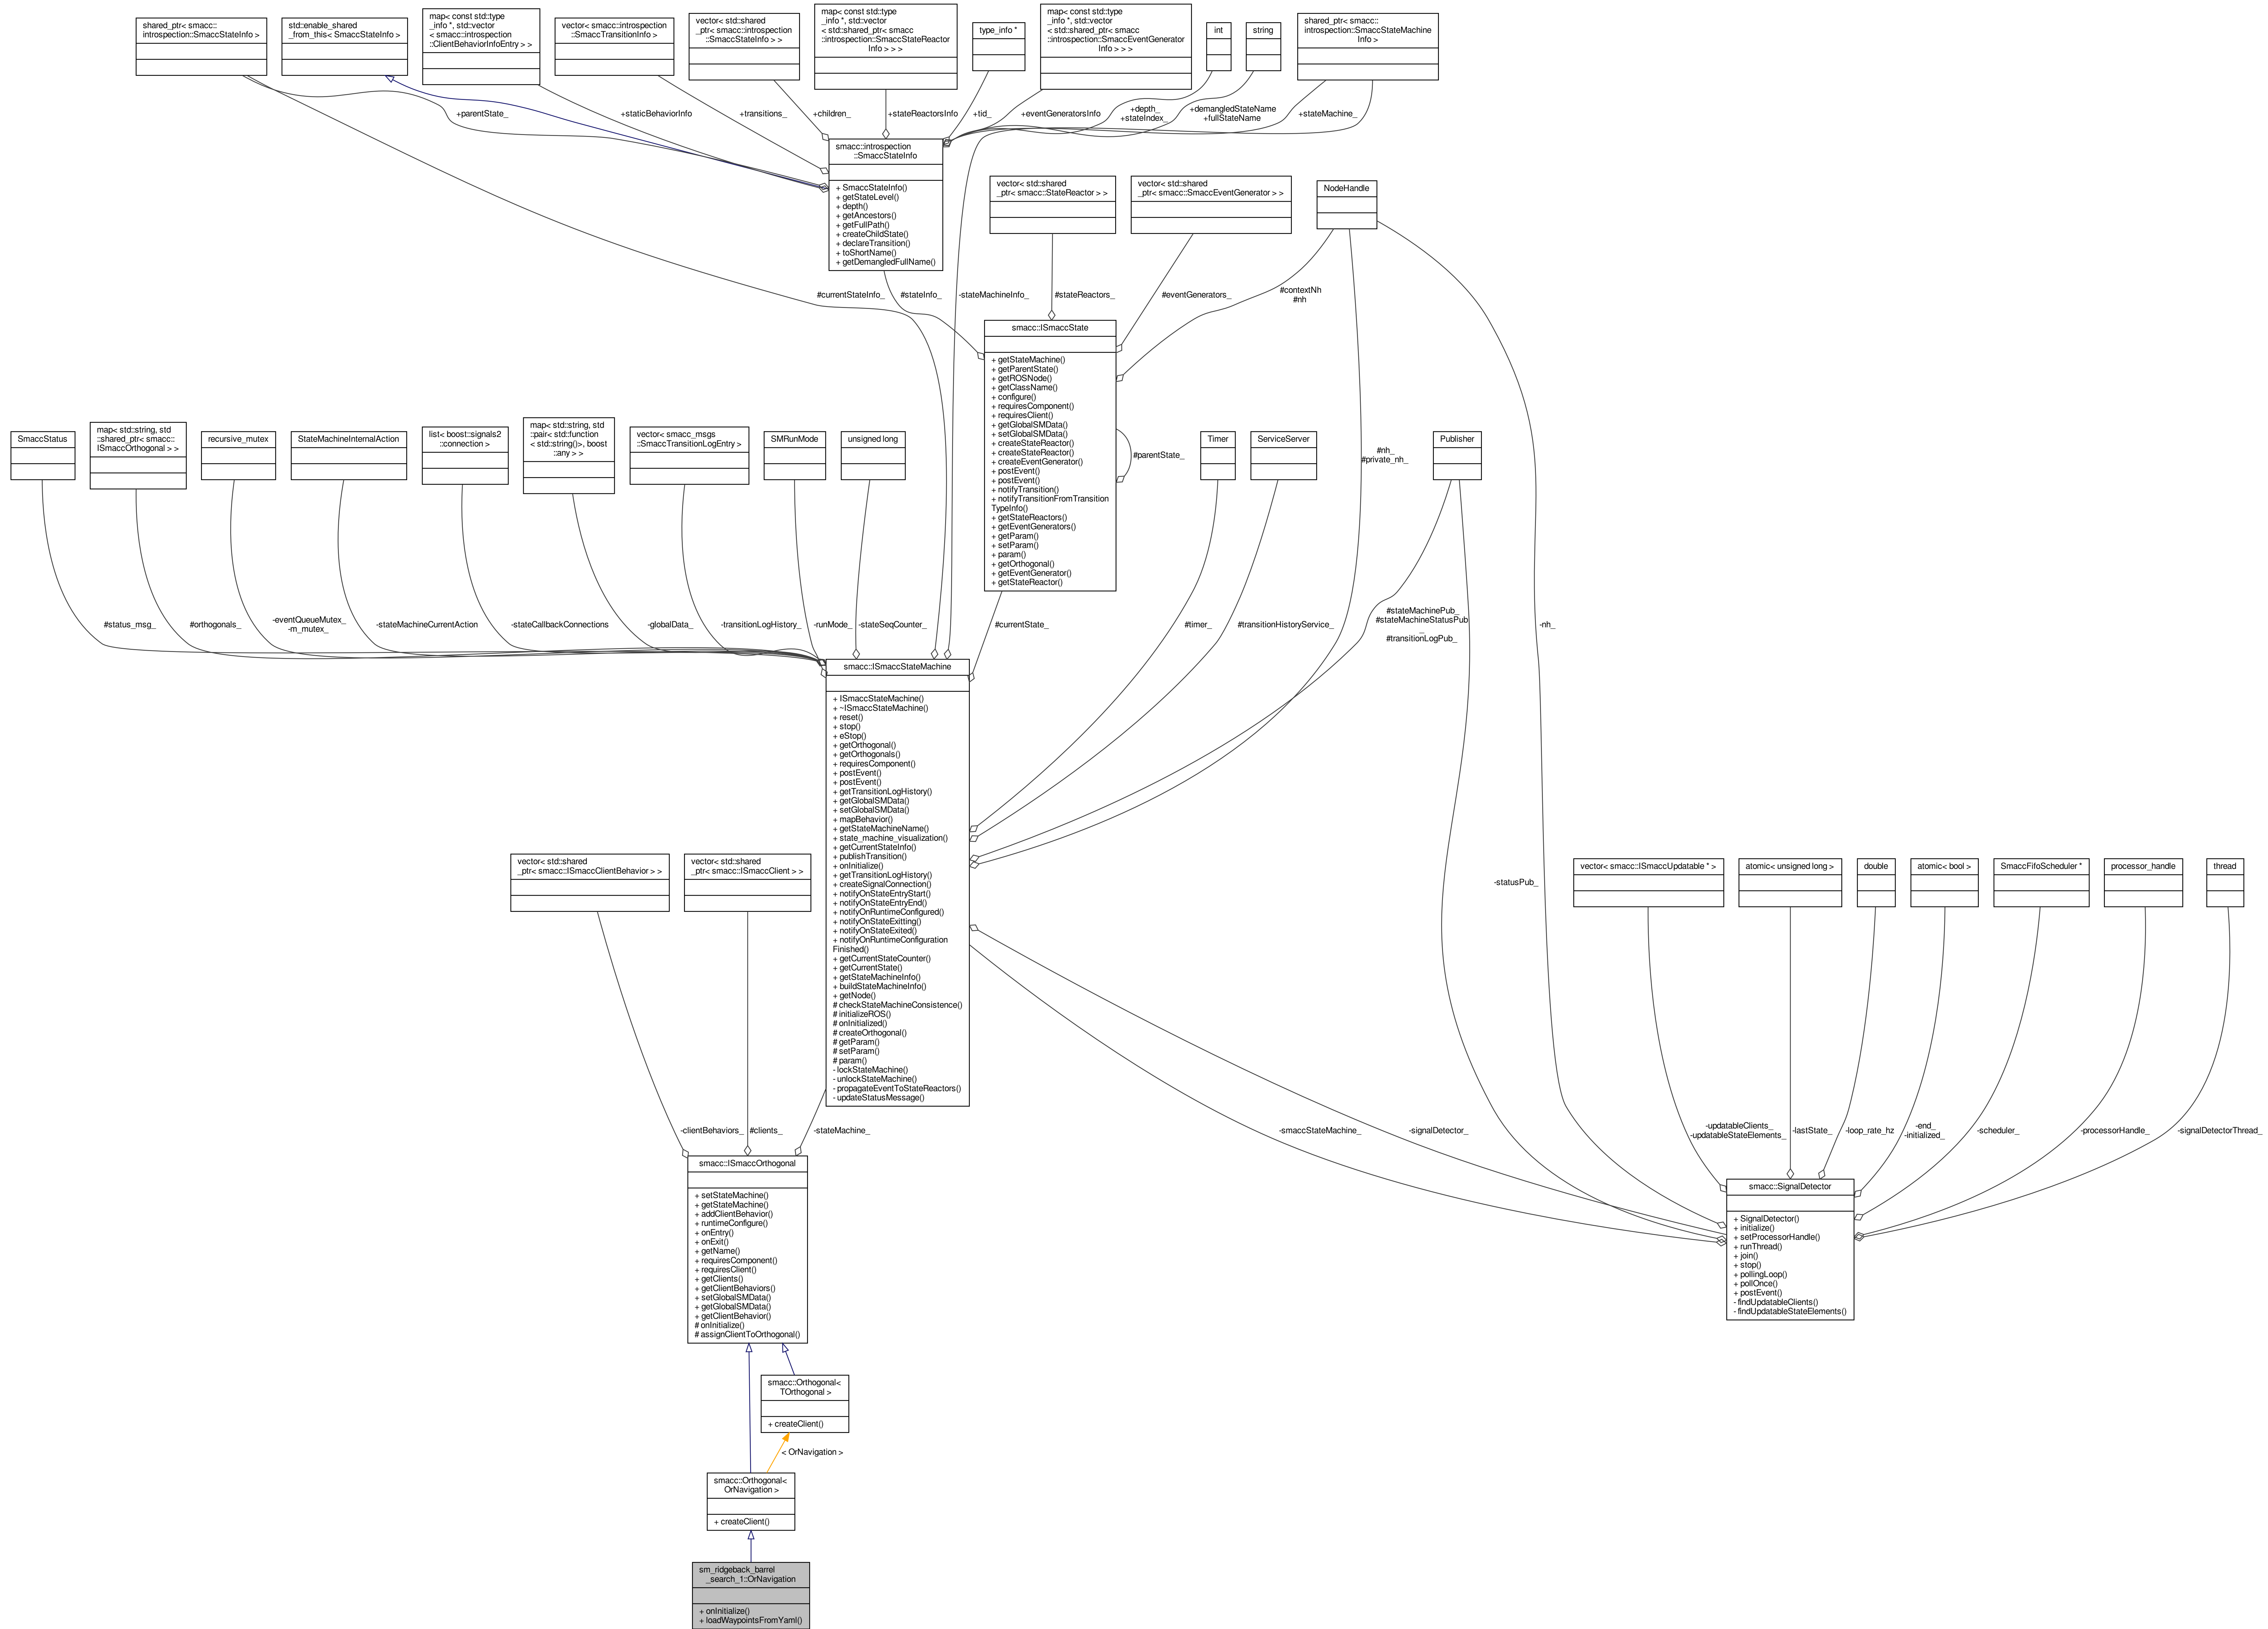 shared_ptr< smacc::
introspection::SmaccStateInfo >
std::enable_shared
_from_this< SmaccStateInfo >
map< const std::type
_info *, std::vector
< smacc::introspection
::ClientBehaviorInfoEntry > >
vector< smacc::introspection
::SmaccTransitionInfo >
vector< std::shared
_ptr< smacc::introspection
::SmaccStateInfo > >
map< const std::type
_info *, std::vector
< std::shared_ptr< smacc
::introspection::SmaccStateReactor
Info > > >
type_info *
map< const std::type
_info *, std::vector
< std::shared_ptr< smacc
::introspection::SmaccEventGenerator
Info > > >
int
string
shared_ptr< smacc::
introspection::SmaccStateMachine
Info >
+parentState_
+staticBehaviorInfo
+transitions_
+children_
+stateReactorsInfo
+tid_
+eventGeneratorsInfo
+depth_
+stateIndex_
+demangledStateName
+fullStateName
+stateMachine_
smacc::introspection
::SmaccStateInfo
+ SmaccStateInfo()
+ getStateLevel()
+ depth()
+ getAncestors()
+ getFullPath()
+ createChildState()
+ declareTransition()
+ toShortName()
+ getDemangledFullName()
vector< std::shared
_ptr< smacc::StateReactor > >
vector< std::shared
_ptr< smacc::SmaccEventGenerator > >
NodeHandle
#currentStateInfo_
#stateInfo_
-stateMachineInfo_
#stateReactors_
#eventGenerators_
#contextNh
#nh
smacc::ISmaccState
+ getStateMachine()
+ getParentState()
+ getROSNode()
+ getClassName()
+ configure()
+ requiresComponent()
+ requiresClient()
+ getGlobalSMData()
+ setGlobalSMData()
+ createStateReactor()
+ createStateReactor()
+ createEventGenerator()
+ postEvent()
+ postEvent()
+ notifyTransition()
+ notifyTransitionFromTransition
TypeInfo()
+ getStateReactors()
+ getEventGenerators()
+ getParam()
+ setParam()
+ param()
+ getOrthogonal()
+ getEventGenerator()
+ getStateReactor()
#parentState_
SmaccStatus
map< std::string, std
::shared_ptr< smacc::
ISmaccOrthogonal > >
recursive_mutex
StateMachineInternalAction
list< boost::signals2
::connection >
map< std::string, std
::pair< std::function
< std::string()>, boost
::any > >
vector< smacc_msgs
::SmaccTransitionLogEntry >
SMRunMode
unsigned long
Timer
ServiceServer
#nh_
#private_nh_
Publisher
#status_msg_
#orthogonals_
-eventQueueMutex_
-m_mutex_
-stateMachineCurrentAction
-stateCallbackConnections
-globalData_
-transitionLogHistory_
-runMode_
-stateSeqCounter_
#currentState_
#timer_
#transitionHistoryService_
#stateMachinePub_
#stateMachineStatusPub
_
#transitionLogPub_
-nh_
smacc::ISmaccStateMachine
+ ISmaccStateMachine()
+ ~ISmaccStateMachine()
+ reset()
+ stop()
+ eStop()
+ getOrthogonal()
+ getOrthogonals()
+ requiresComponent()
+ postEvent()
+ postEvent()
+ getTransitionLogHistory()
+ getGlobalSMData()
+ setGlobalSMData()
+ mapBehavior()
+ getStateMachineName()
+ state_machine_visualization()
+ getCurrentStateInfo()
+ publishTransition()
+ onInitialize()
+ getTransitionLogHistory()
+ createSignalConnection()
+ notifyOnStateEntryStart()
+ notifyOnStateEntryEnd()
+ notifyOnRuntimeConfigured()
+ notifyOnStateExitting()
+ notifyOnStateExited()
+ notifyOnRuntimeConfiguration
Finished()
+ getCurrentStateCounter()
+ getCurrentState()
+ getStateMachineInfo()
+ buildStateMachineInfo()
+ getNode()
# checkStateMachineConsistence()
# initializeROS()
# onInitialized()
# createOrthogonal()
# getParam()
# setParam()
# param()
- lockStateMachine()
- unlockStateMachine()
- propagateEventToStateReactors()
- updateStatusMessage()
vector< std::shared
_ptr< smacc::ISmaccClientBehavior > >
vector< std::shared
_ptr< smacc::ISmaccClient > >
-statusPub_
vector< smacc::ISmaccUpdatable * >
atomic< unsigned long >
double
atomic< bool >
SmaccFifoScheduler *
processor_handle
thread
-clientBehaviors_
#clients_
-stateMachine_
-smaccStateMachine_
-signalDetector_
-updatableClients_
-updatableStateElements_
-lastState_
-loop_rate_hz
-end_
-initialized_
-scheduler_
-processorHandle_
-signalDetectorThread_
smacc::ISmaccOrthogonal
+ setStateMachine()
+ getStateMachine()
+ addClientBehavior()
+ runtimeConfigure()
+ onEntry()
+ onExit()
+ getName()
+ requiresComponent()
+ requiresClient()
+ getClients()
+ getClientBehaviors()
+ setGlobalSMData()
+ getGlobalSMData()
+ getClientBehavior()
# onInitialize()
# assignClientToOrthogonal()
smacc::SignalDetector
+ SignalDetector()
+ initialize()
+ setProcessorHandle()
+ runThread()
+ join()
+ stop()
+ pollingLoop()
+ pollOnce()
+ postEvent()
- findUpdatableClients()
- findUpdatableStateElements()
smacc::Orthogonal<
TOrthogonal >
+ createClient()
< OrNavigation >
smacc::Orthogonal<
OrNavigation >
+ createClient()
sm_ridgeback_barrel
_search_1::OrNavigation
+ onInitialize()
+ loadWaypointsFromYaml()